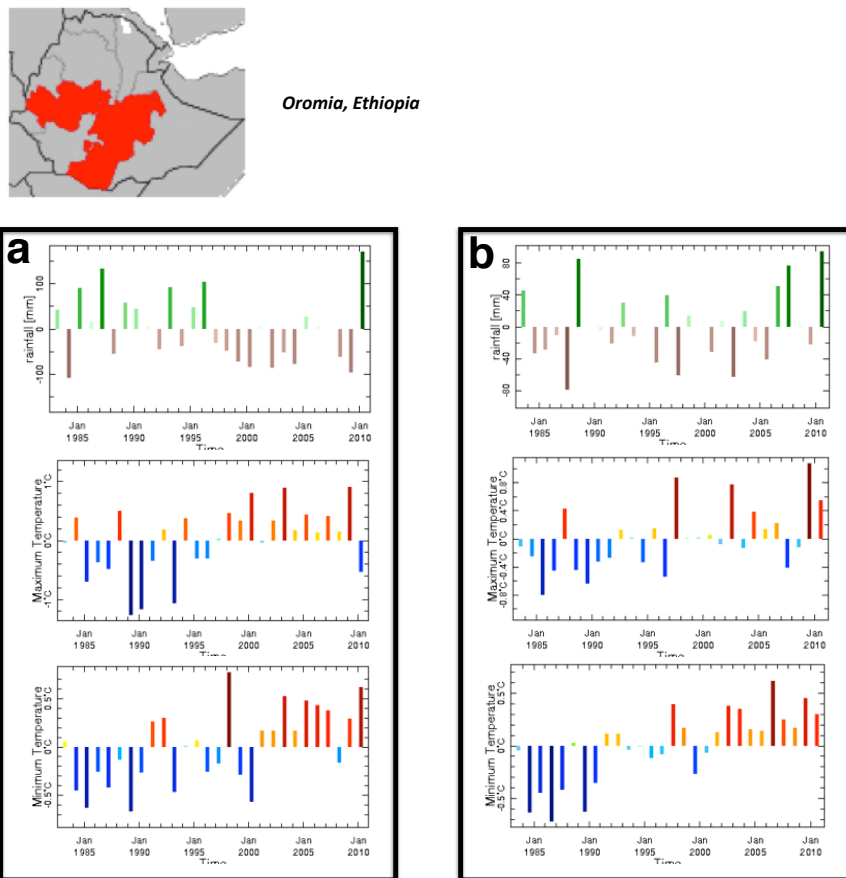 Oromia, Ethiopia
a
rainfall [mm]
100
0
-100
Jan Jan Jan Jan Jan Jan
1985 1990 1995 2000 2005 2010
Time
Maximum Temperature
1°C
0°C
-1°C
Jan Jan Jan Jan Jan Jan
1985 1990 1995 2000 2005 2010
Time
Minimum Temperature
0.5°C
0°C
-0.5°C
Jan Jan Jan Jan Jan Jan
1985 1990 1995 2000 2005 2010
Time
b
rainfall [mm]
80
40
0
-40
-80
Jan Jan Jan Jan Jan Jan
1985 1990 1995 2000 2005 2010
Time
Maximum Temperature
0.8°C
0.4°C
0°C
-0.4°C
-0.8°C
Jan Jan Jan Jan Jan Jan
1985 1990 1995 2000 2005 2010
Time
Minimum Temperature
0.5°C
0°C
-0.5°C
Jan Jan Jan Jan Jan Jan
1985 1990 1995 2000 2005 2010
Time